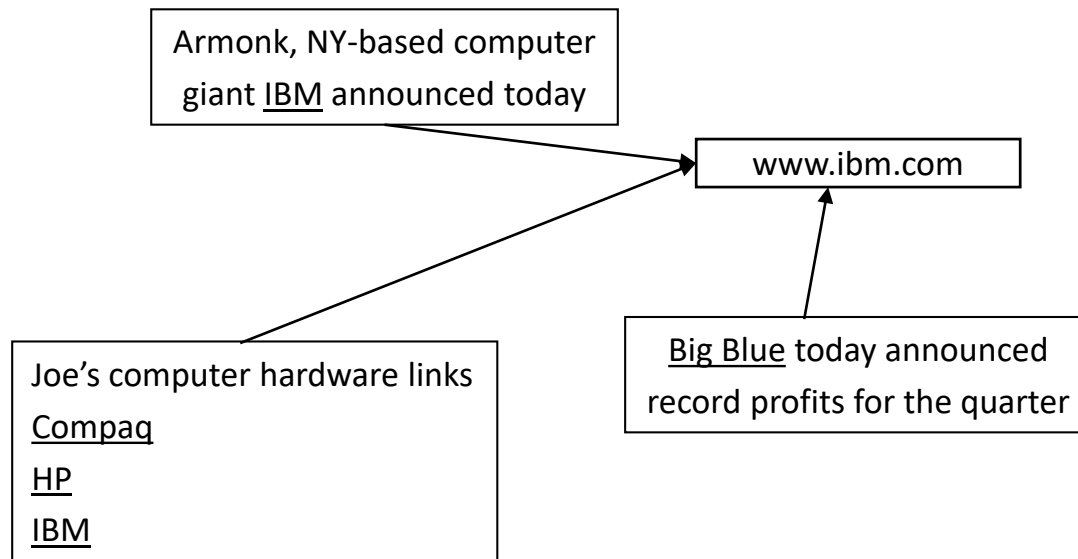 Armonk, NY-based computer
giant IBM announced today
www.ibm.com
Big Blue today announced
record profits for the quarter
Joe’s computer hardware links
Compaq
HP
IBM